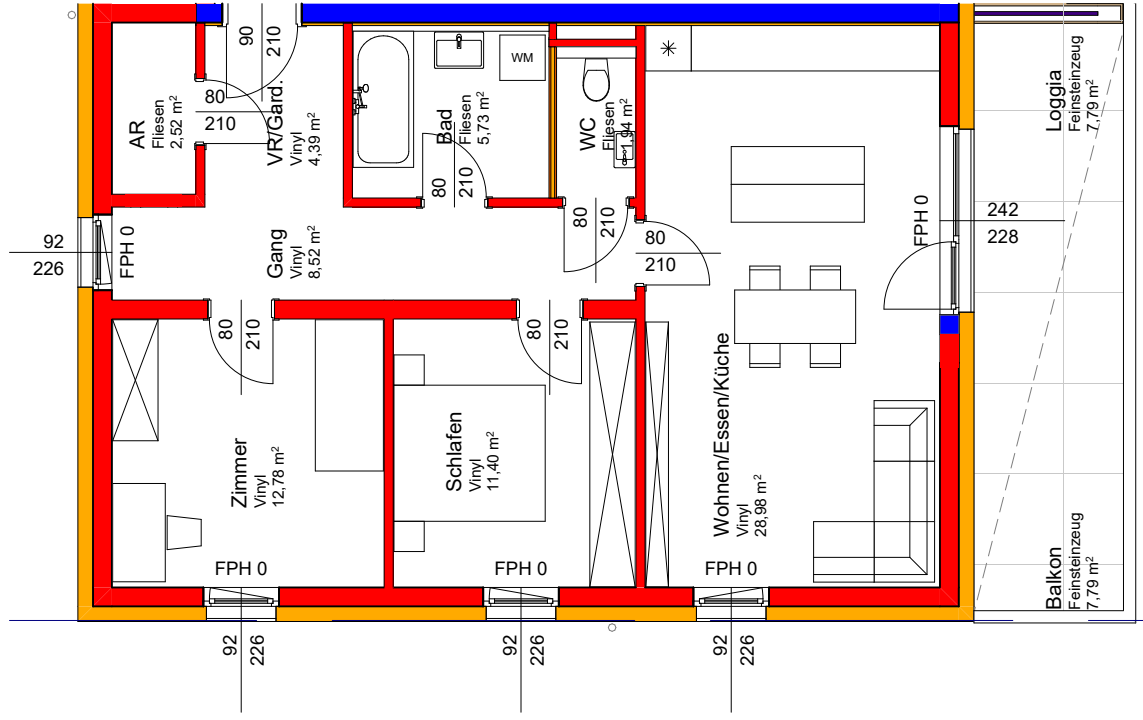 90
210
80
210
AR
Fliesen
2,52 m²
VR/Gard.
Vinyl
4,39 m²
WM
Bad
Fliesen
5,73 m²
80
210
WC
Fliesen
1,94 m²
80
210
80
210
Loggia
Feinsteinzeug
7,79 m²
FPH 0
242
228
92
226
FPH 0
Gang
Vinyl
8,52 m²
80
210
80
210
Zimmer
Vinyl
12,78 m²
Schlafen
Vinyl
11,40 m²
Wohnen/Essen/Küche
Vinyl
28,98 m²
Balkon
Feinsteinzeug
7,79 m²
FPH 0
FPH 0
FPH 0
92
226
92
226
92
226